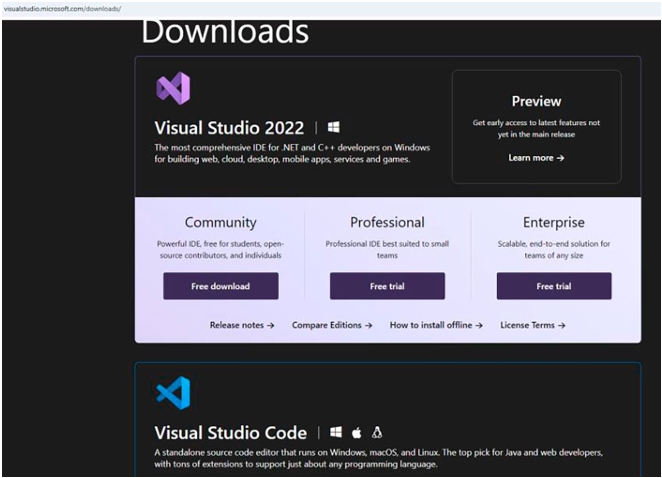 visualstudio.microsoft.com/downloads/
Downloads
Visual Studio 2022 |
The most comprehensive IDE for .NET and C++ developers on Windows
for building web, cloud, desktop, mobile apps, services and games.
Preview
Get early access to latest features not
yet in the main release
Learn more →
Community
Powerful IDE, free for students, open-
source contributors, and individuals
Free download
Professional
Professional IDE best suited to small
teams
Free trial
Enterprise
Scalable, end-to-end solution for
teams of any size
Free trial
Release notes → Compare Editions → How to install offline → License Terms →
Visual Studio Code |
A standalone source code editor that runs on Windows, macOS, and Linux. The top pick for Java and web developers,
with tons of extensions to support just about any programming language.